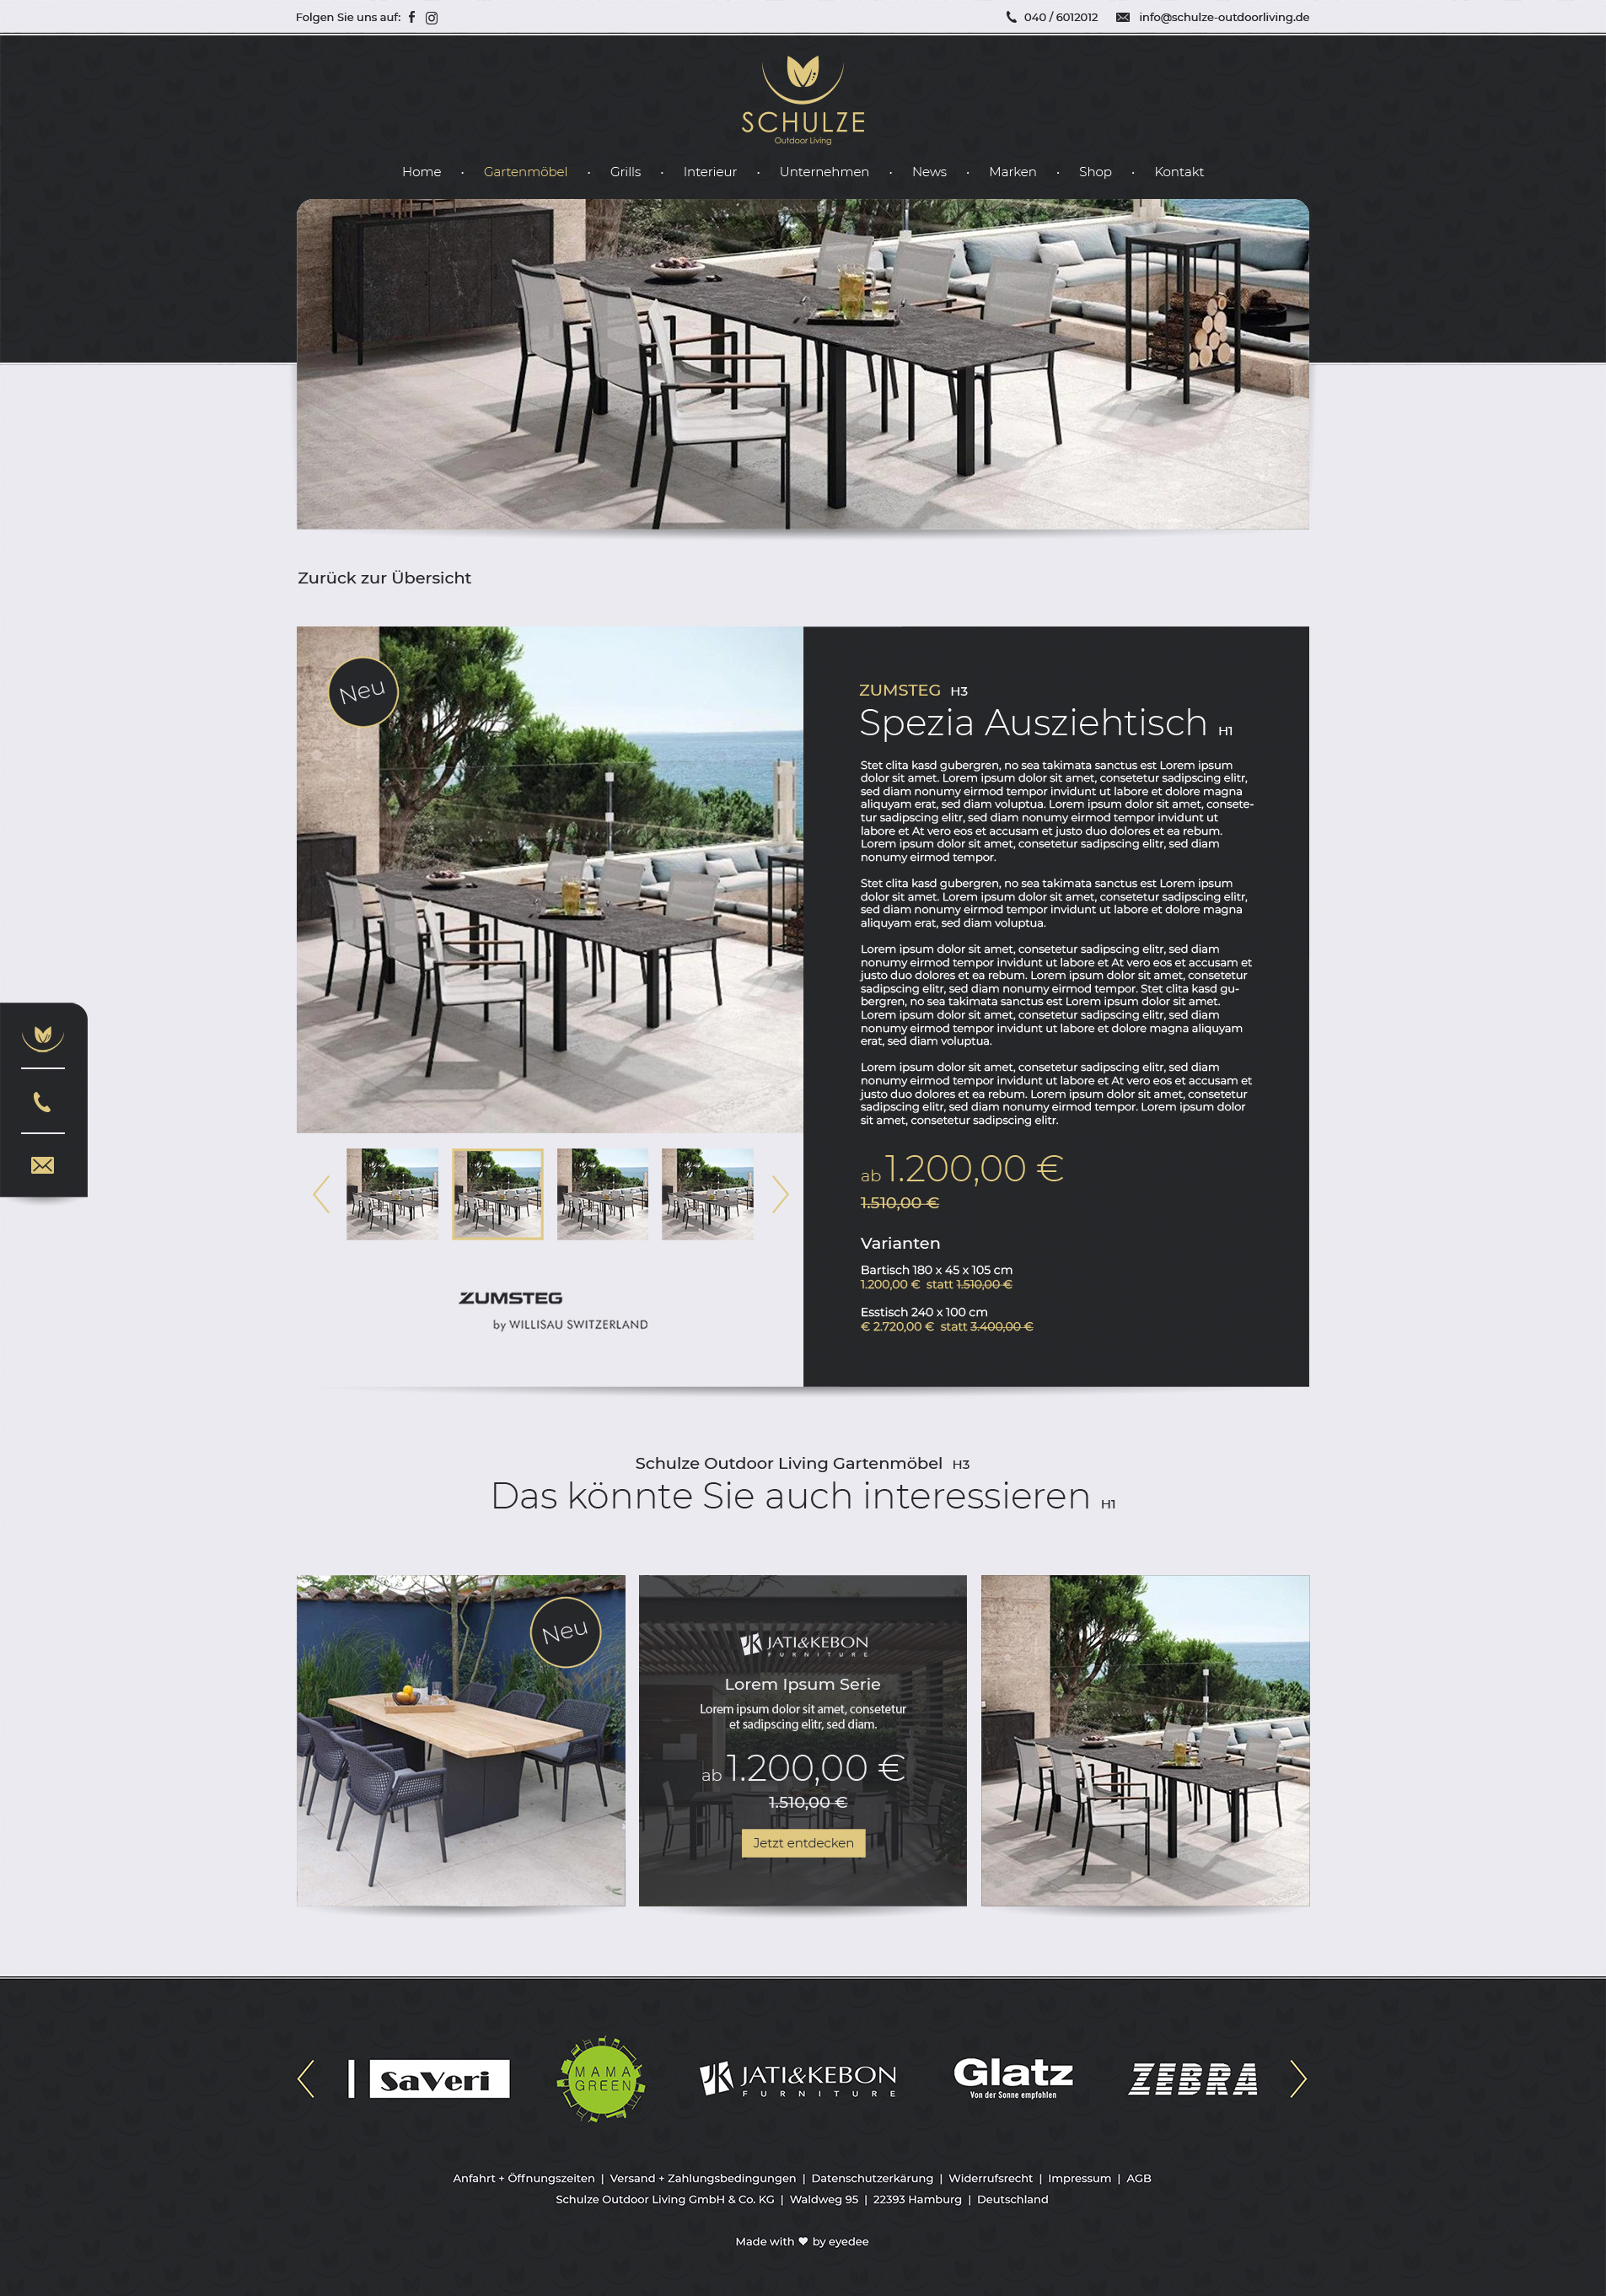 Folgen Sie uns auf:
040 / 6012012 info@schulze-outdoorliving.de
SCHULZE
Outdoor Living
Home • Gartenmöbel • Grills • Interieur • Unternehmen • News • Marken • Shop • Kontakt
Zurück zur Übersicht
Neu
ZUMSTEG H3
Spezia Ausziehtisch H1
Stet clita kasd gubergren, no sea takimata sanctus est Lorem ipsum
dolor sit amet. Lorem ipsum dolor sit amet, consetetur sadipscing elitr,
sed diam nonumy eirmod tempor invidunt ut labore et dolore magna
aliquyam erat, sed diam voluptua. Lorem ipsum dolor sit amet, consete-
tur sadipscing elitr, sed diam nonumy eirmod tempor invidunt ut
labore et At vero eos et accusam et justo duo dolores et ea rebum.
Lorem ipsum dolor sit amet, consetetur sadipscing elitr, sed diam
nonumy eirmod tempor.
Stet clita kasd gubergren, no sea takimata sanctus est Lorem ipsum
dolor sit amet. Lorem ipsum dolor sit amet, consetetur sadipscing elitr,
sed diam nonumy eirmod tempor invidunt ut labore et dolore magna
aliquyam erat, sed diam voluptua.
Lorem ipsum dolor sit amet, consetetur sadipscing elitr, sed diam
nonumy eirmod tempor invidunt ut labore et At vero eos et accusam et
justo duo dolores et ea rebum. Lorem ipsum dolor sit amet, consetetur
sadipscing elitr, sed diam nonumy eirmod tempor. Stet clita kasd gu-
bergren, no sea takimata sanctus est Lorem ipsum dolor sit amet.
Lorem ipsum dolor sit amet, consetetur sadipscing elitr, sed diam
nonumy eirmod tempor invidunt ut labore et dolore magna aliquyam
erat, sed diam voluptua.
Lorem ipsum dolor sit amet, consetetur sadipscing elitr, sed diam
nonumy eirmod tempor invidunt ut labore et At vero eos et accusam et
justo duo dolores et ea rebum. Lorem ipsum dolor sit amet, consetetur
sadipscing elitr, sed diam nonumy eirmod tempor. Lorem ipsum dolor
sit amet, consetetur sadipscing elitr.
ab 1.200,00 €
1.510,00 €
Varianten
Bartisch 180 x 45 x 105 cm
1.200,00 € statt 1.510,00 €
Esstisch 240 x 100 cm
€ 2.720,00 € statt 3.400,00 €
ZUMSTEG
by WILLISAU SWITZERLAND
Schulze Outdoor Living Gartenmöbel H3
Das könnte Sie auch interessieren H1
Neu
JATI&KEBON
FURNITURE
Lorem Ipsum Serie
Lorem ipsum dolor sit amet, consetetur
et sadipscing elitr, sed diam.
ab 1.200,00 €
1.510,00 €
Jetzt entdecken
SaVeri
MAMA
GREEN
JATI&KEBON
FURNITURE
Glatz
Von der Sonne empfohlen
ZEBRA
Anfahrt + Öffnungszeiten | Versand + Zahlungsbedingungen | Datenschutzerkärung | Widerrufsrecht | Impressum | AGB
Schulze Outdoor Living GmbH & Co. KG | Waldweg 95 | 22393 Hamburg | Deutschland
Made with ♥ by eyedee